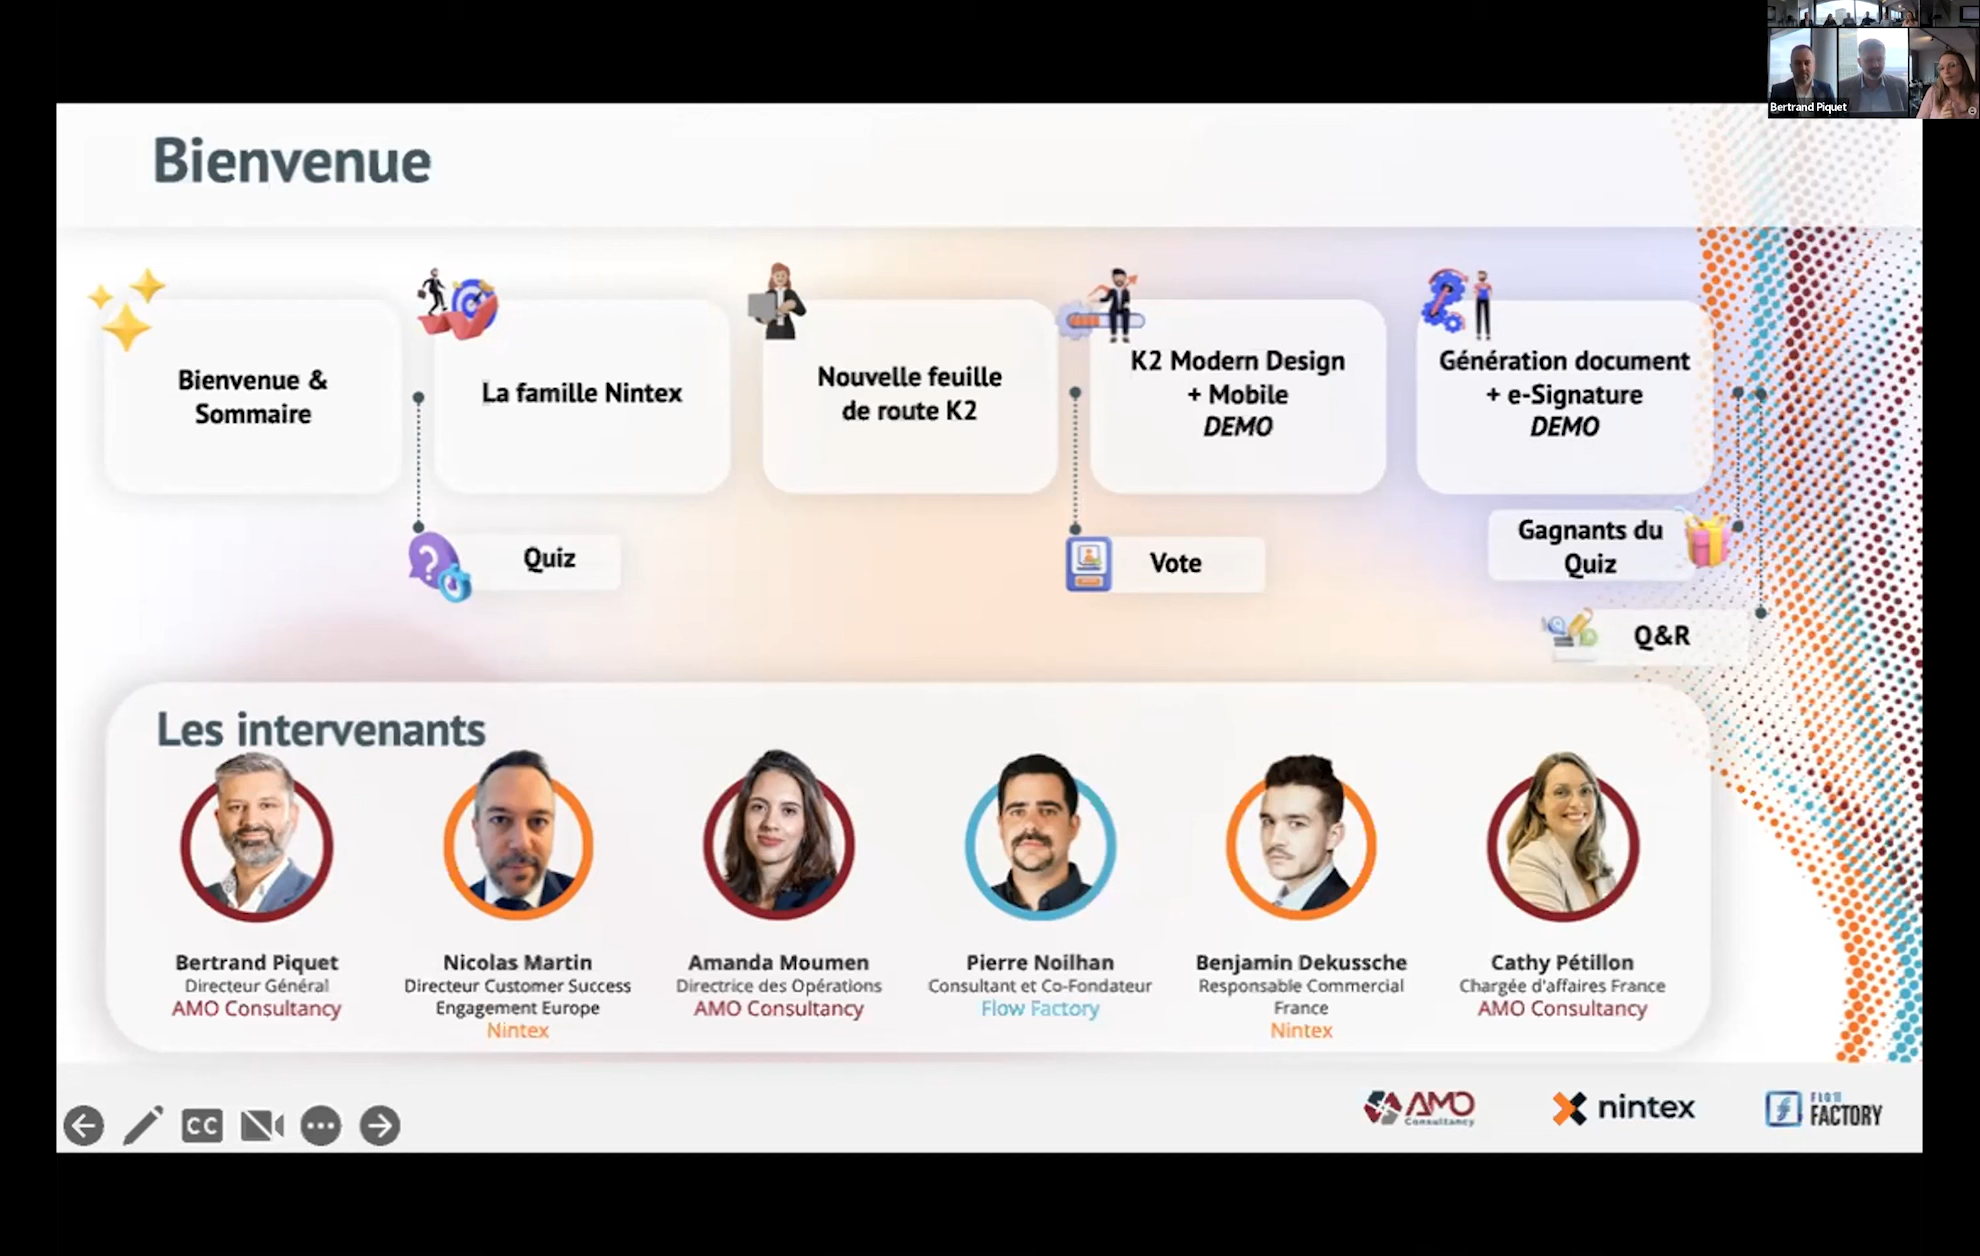 Bertrand Piquet
Bienvenue
Bienvenue &
Sommaire
La famille Nintex
Nouvelle feuille
de route K2
K2 Modern Design
+ Mobile
DEMO
Génération document
+ e-Signature
DEMO
Quiz
Vote
Gagnants du
Quiz
Q&R
Les intervenants
Bertrand Piquet
Directeur Général
AMO Consultancy
Nicolas Martin
Directeur Customer Success
Engagement Europe
Nintex
Amanda Moumen
Directrice des Opérations
AMO Consultancy
Pierre Noilhan
Consultant et Co-Fondateur
Flow Factory
Benjamin Dekussche
Responsable Commercial
France
Nintex
Cathy Pétillon
Chargée d'affaires France
AMO Consultancy
CC
AMO
Consultancy
nintex
FLOW
FACTORY